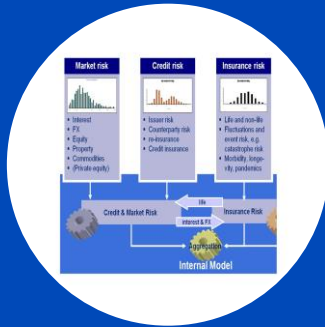 Market risk
• Interest
• FX
• Equity
• Property
• Commodities
• (Private equity)
Credit risk
• Issuer risk
• Counterparty risk
• re-insurance
• Credit insurance
Insurance risk
• Life and non-life
• Fluctuations and
event risk, e.g.
catastrophe risk
• Morbidity, longe-
vity, pandemics
life
Credit & Market Risk
Insurance Risk
interest & FX
Aggregation
Internal Model